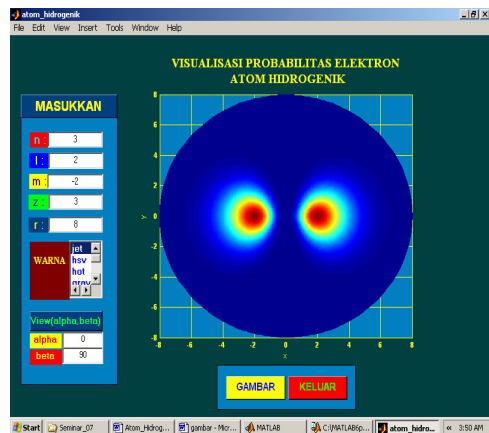 atom_hidrogenik
File Edit View Insert Tools Window Help
VISUALISASI PROBABILITAS ELEKTRON
ATOM HIDROGENIK
MASUKKAN
n : 3
l : 2
m : -2
z : 3
r : 8
WARNA
jet
hsv
hot
gray
View(alpha,beta)
alpha 0
beta 90
8
6
4
2
0
-2
-4
-6
-8
Y
-8 -6 -4 -2 0 2 4 6 8
X
GAMBAR KELUAR
Start Seminar_07 Atom_Hidrog... gambar - Micr... MATLAB C:\MATLAB6p... atom_hidro... « 3:50 AM